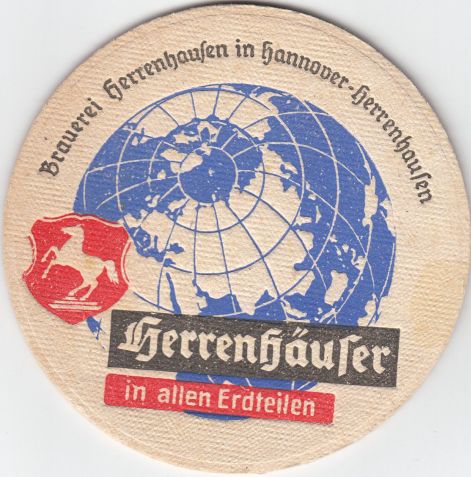 Brauerei Herrenhausen in Hannover-Herrenhausen
Herrenhäuser
in allen Erdteilen